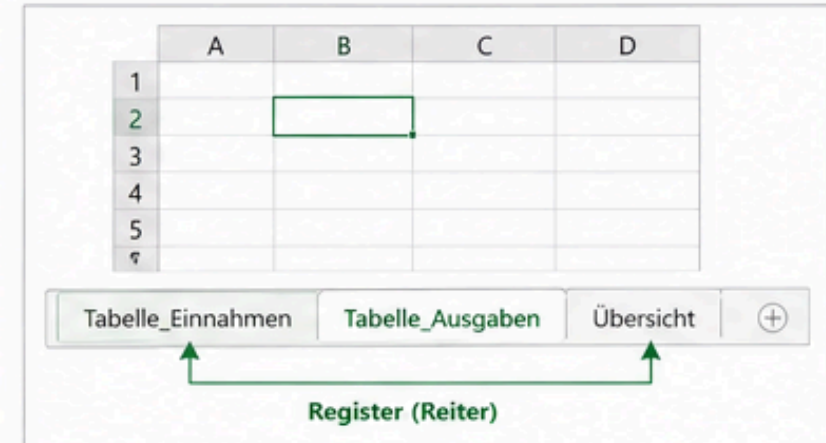 A B C D
1
2
3
4
5
Tabelle_Einnahmen Tabelle_Ausgaben Übersicht
Register (Reiter)